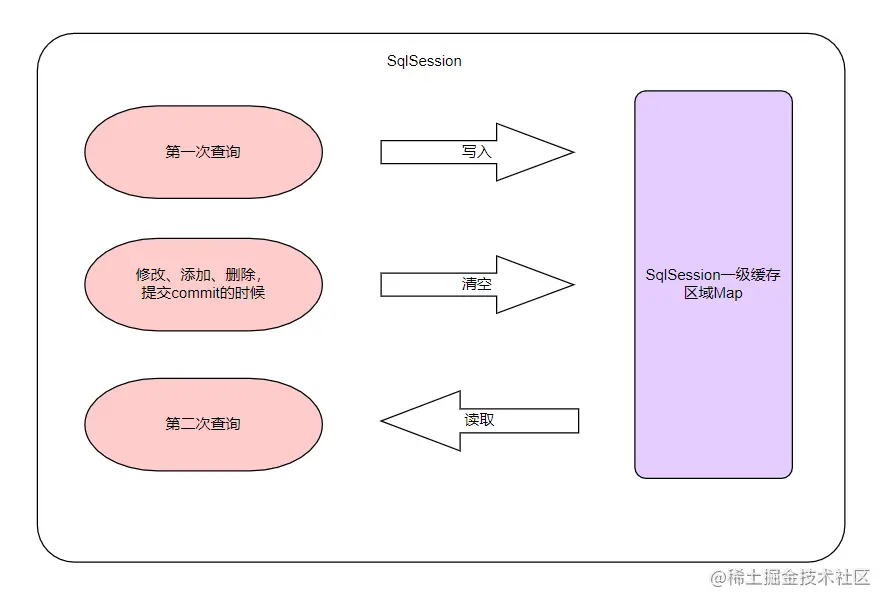 SqlSession
第一次查询
写入
修改、添加、删除，
提交commit的时候
清空
SqlSession一级缓存
区域Map
第二次查询
读取
@稀土掘金技术社区